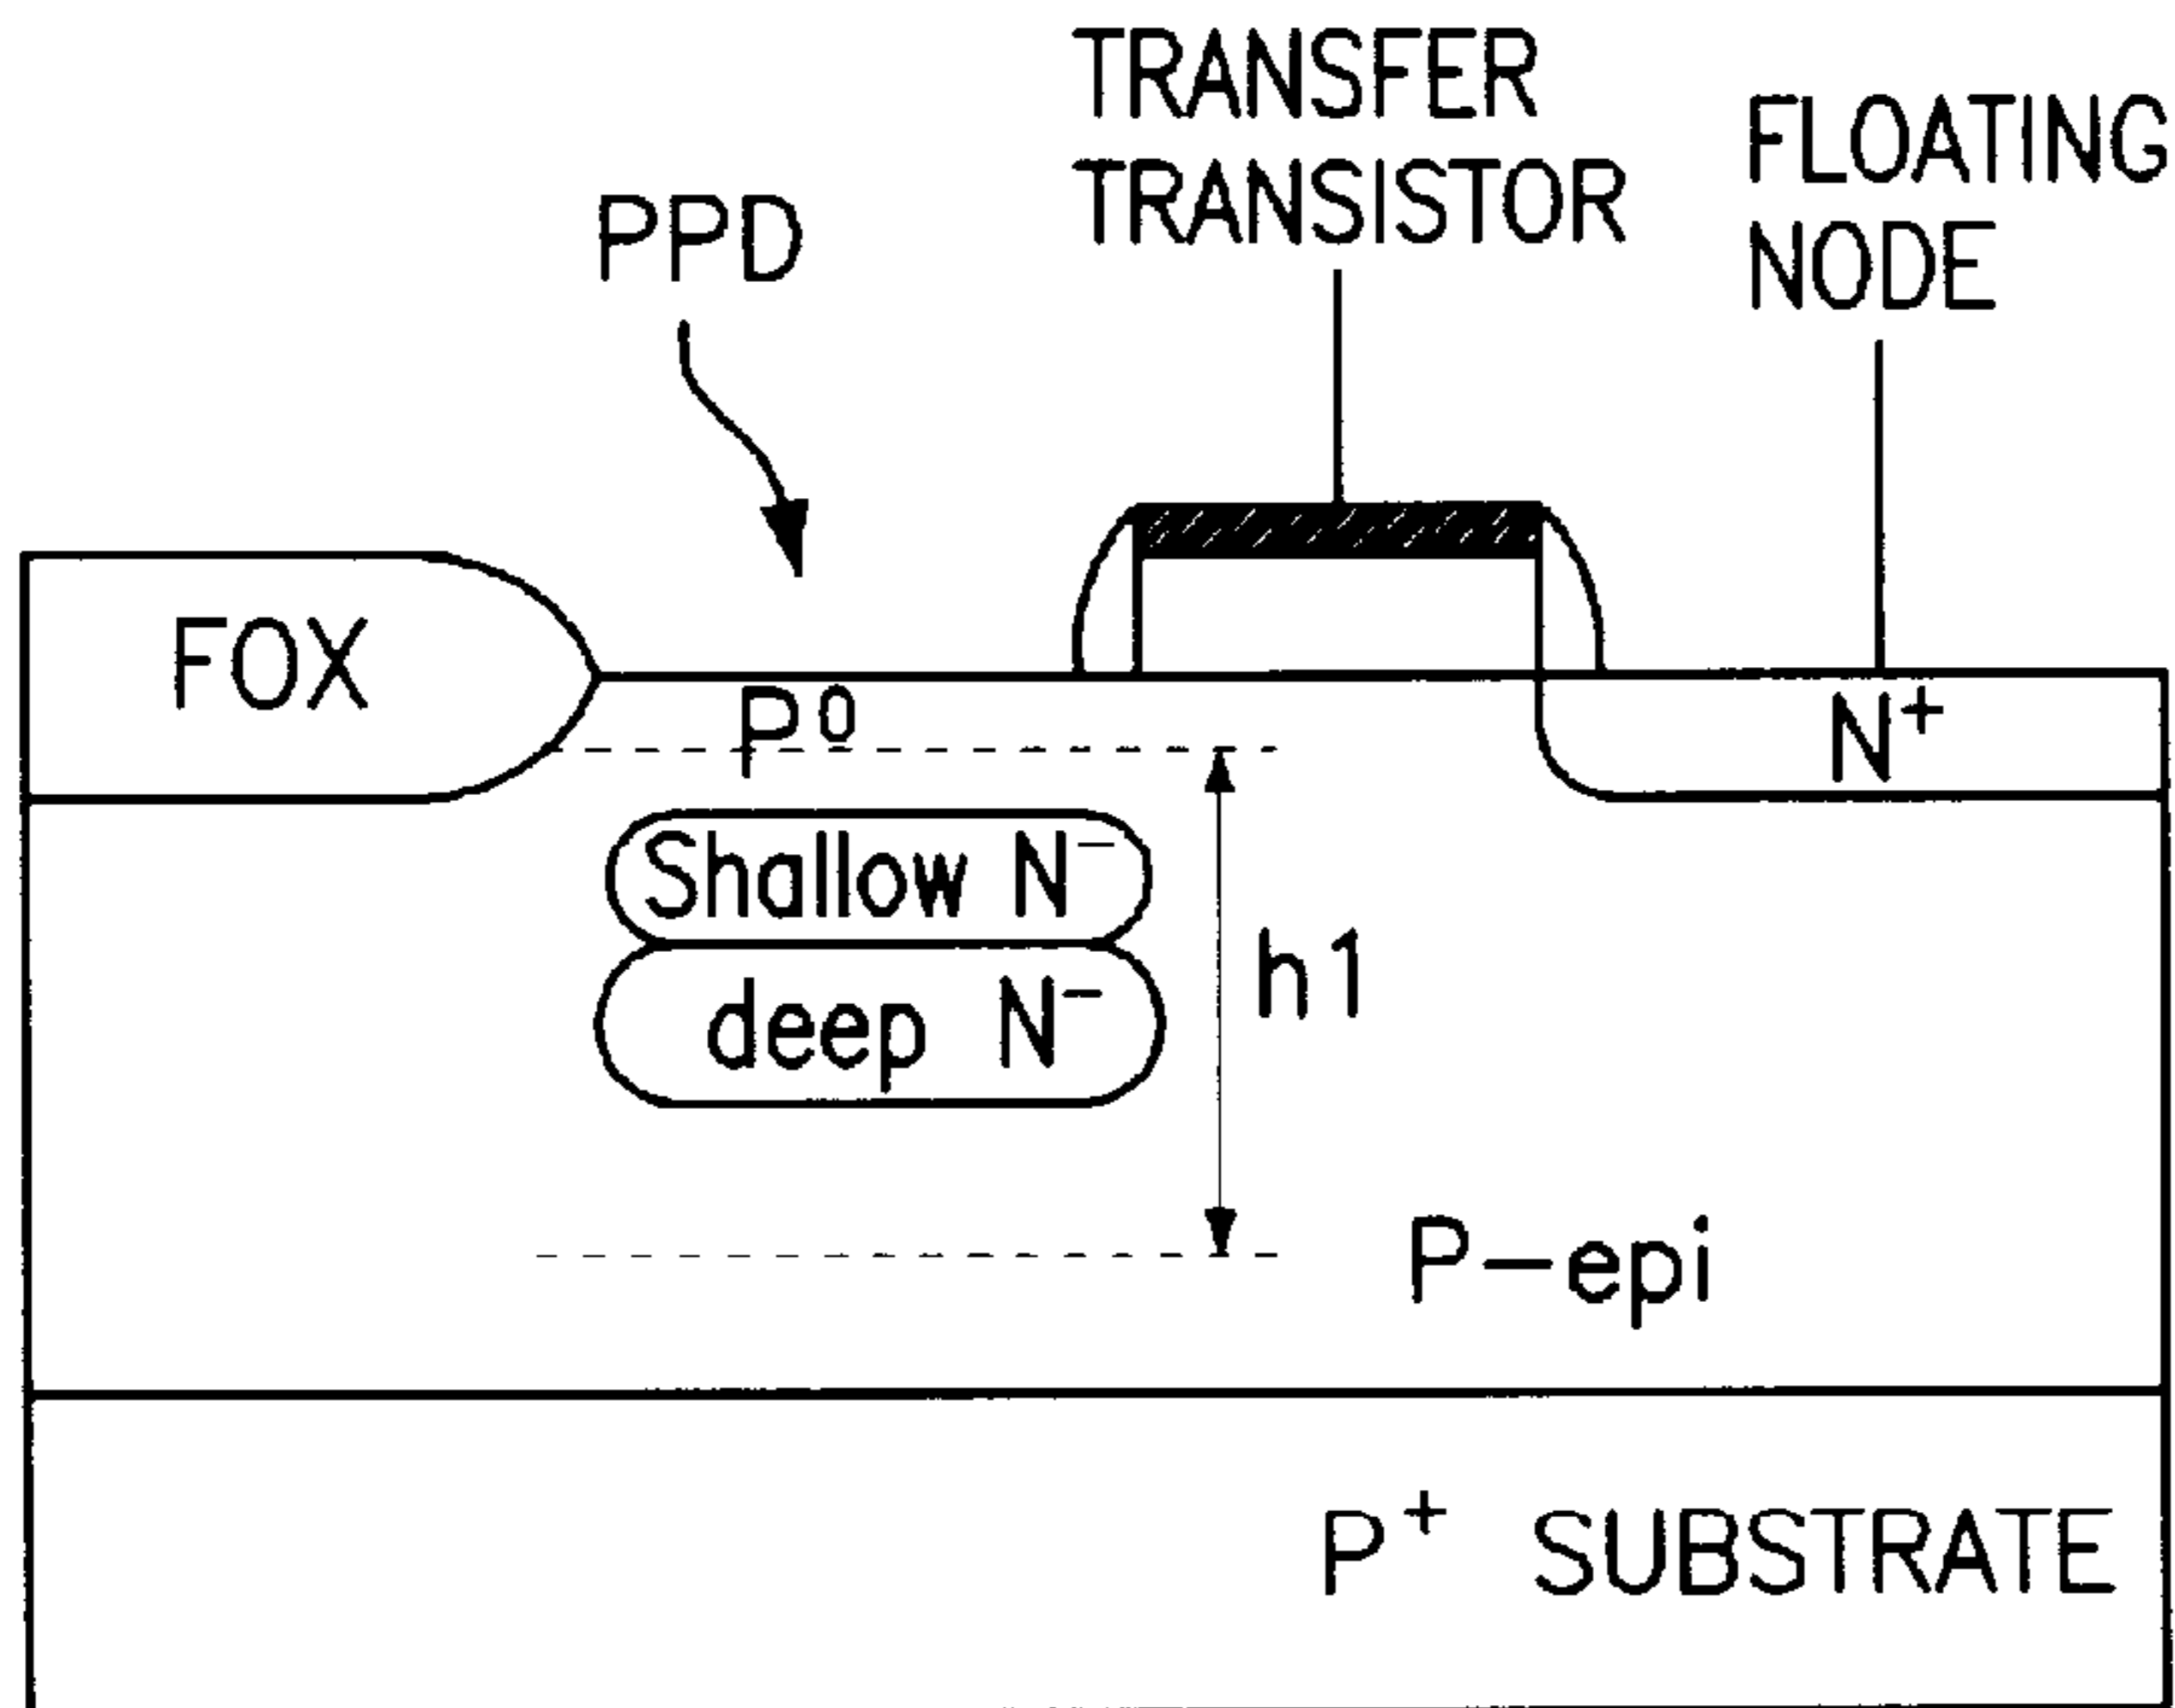 TRANSFER
TRANSISTOR
FLOATING
NODE
PPD
FOX
P⁰
N⁺
Shallow N⁻
deep N⁻
h1
P-epi
P⁺ SUBSTRATE